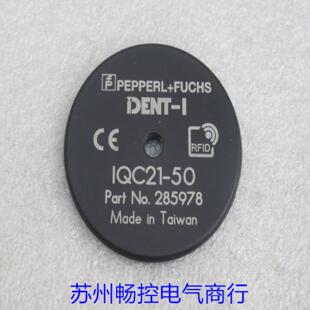 PEPPERL+FUCHS
IDENT-I
CE
RFID
IQC21-50
Part No. 285978
Made in Taiwan
苏州畅控电气商行